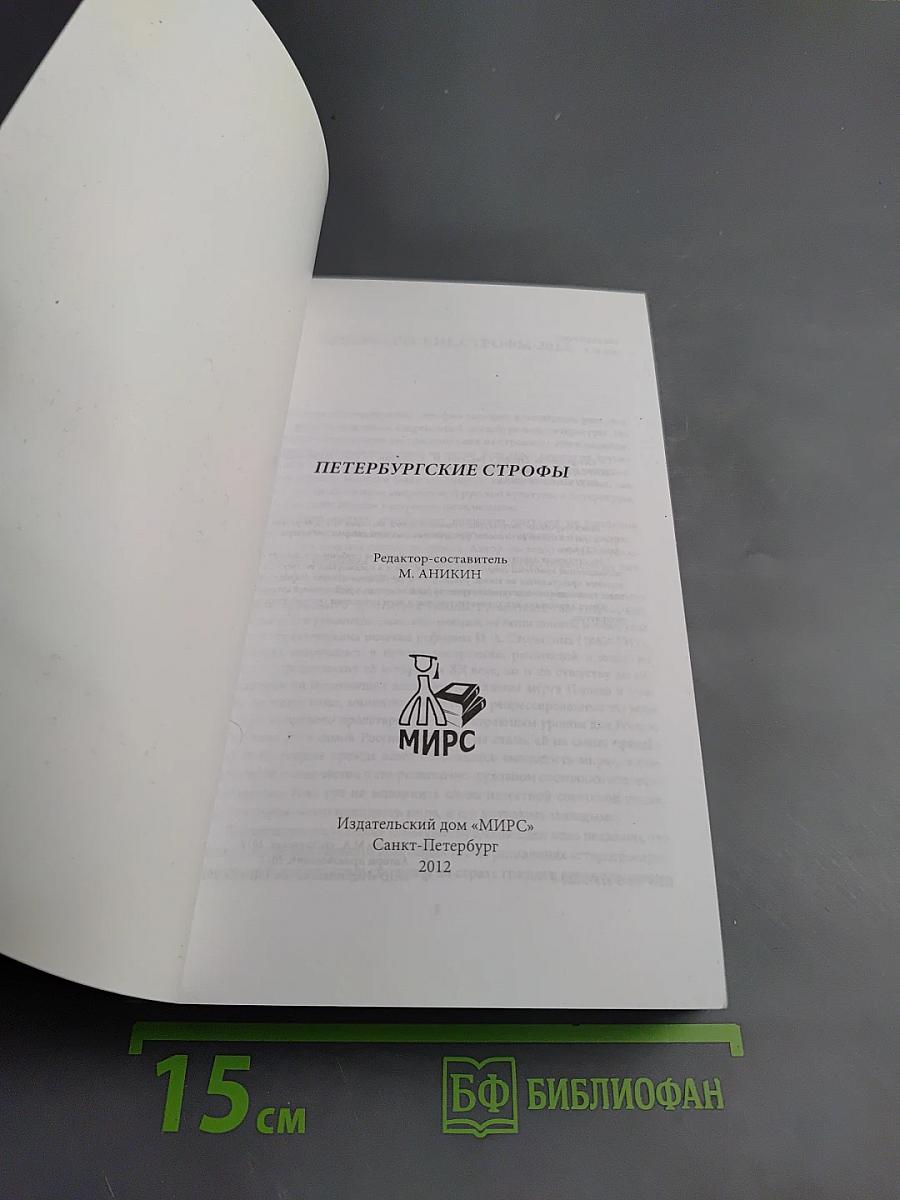 ПЕТЕРБУРГСКИЕ СТРОФЫ
Редактор-составитель
М. АНИКИН
МИРС
Издательский дом «МИРС»
Санкт-Петербург
2012
15 см
БФ БИБЛИОФАН